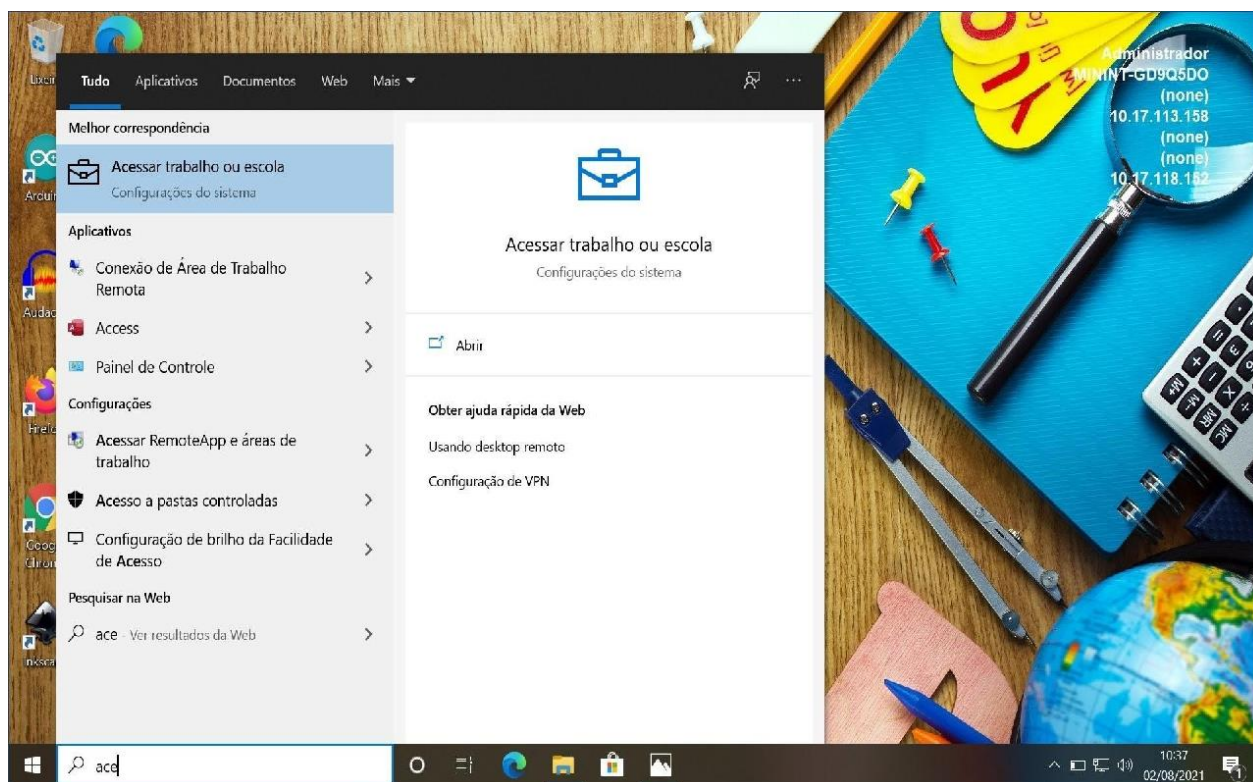 Tudo Aplicativos Documentos Web Mais
Melhor correspondência
Acessar trabalho ou escola
Configurações do sistema
Aplicativos
Conexão de Área de Trabalho
Remota
Access
Painel de Controle
Configurações
Acessar RemoteApp e áreas de
trabalho
Acesso a pastas controladas
Configuração de brilho da Facilidade
de Acesso
Pesquisar na Web
ace - Ver resultados da Web
Acessar trabalho ou escola
Configurações do sistema
Abrir
Obter ajuda rápida da Web
Usando desktop remoto
Configuração de VPN
Administrador
MININT-GD9Q5DO
(none)
10.17.113.158
(none)
(none)
10.17.118.152
ace
10:37
02/08/2021